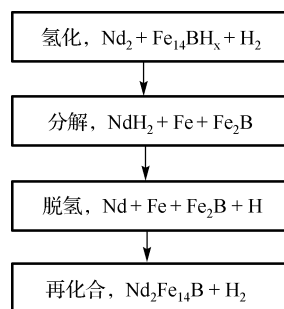 氢化，Nd₂ + Fe₁₄BHₓ + H₂
分解，NdH₂ + Fe + Fe₂B
脱氢，Nd + Fe + Fe₂B + H
再化合，Nd₂Fe₁₄B + H₂